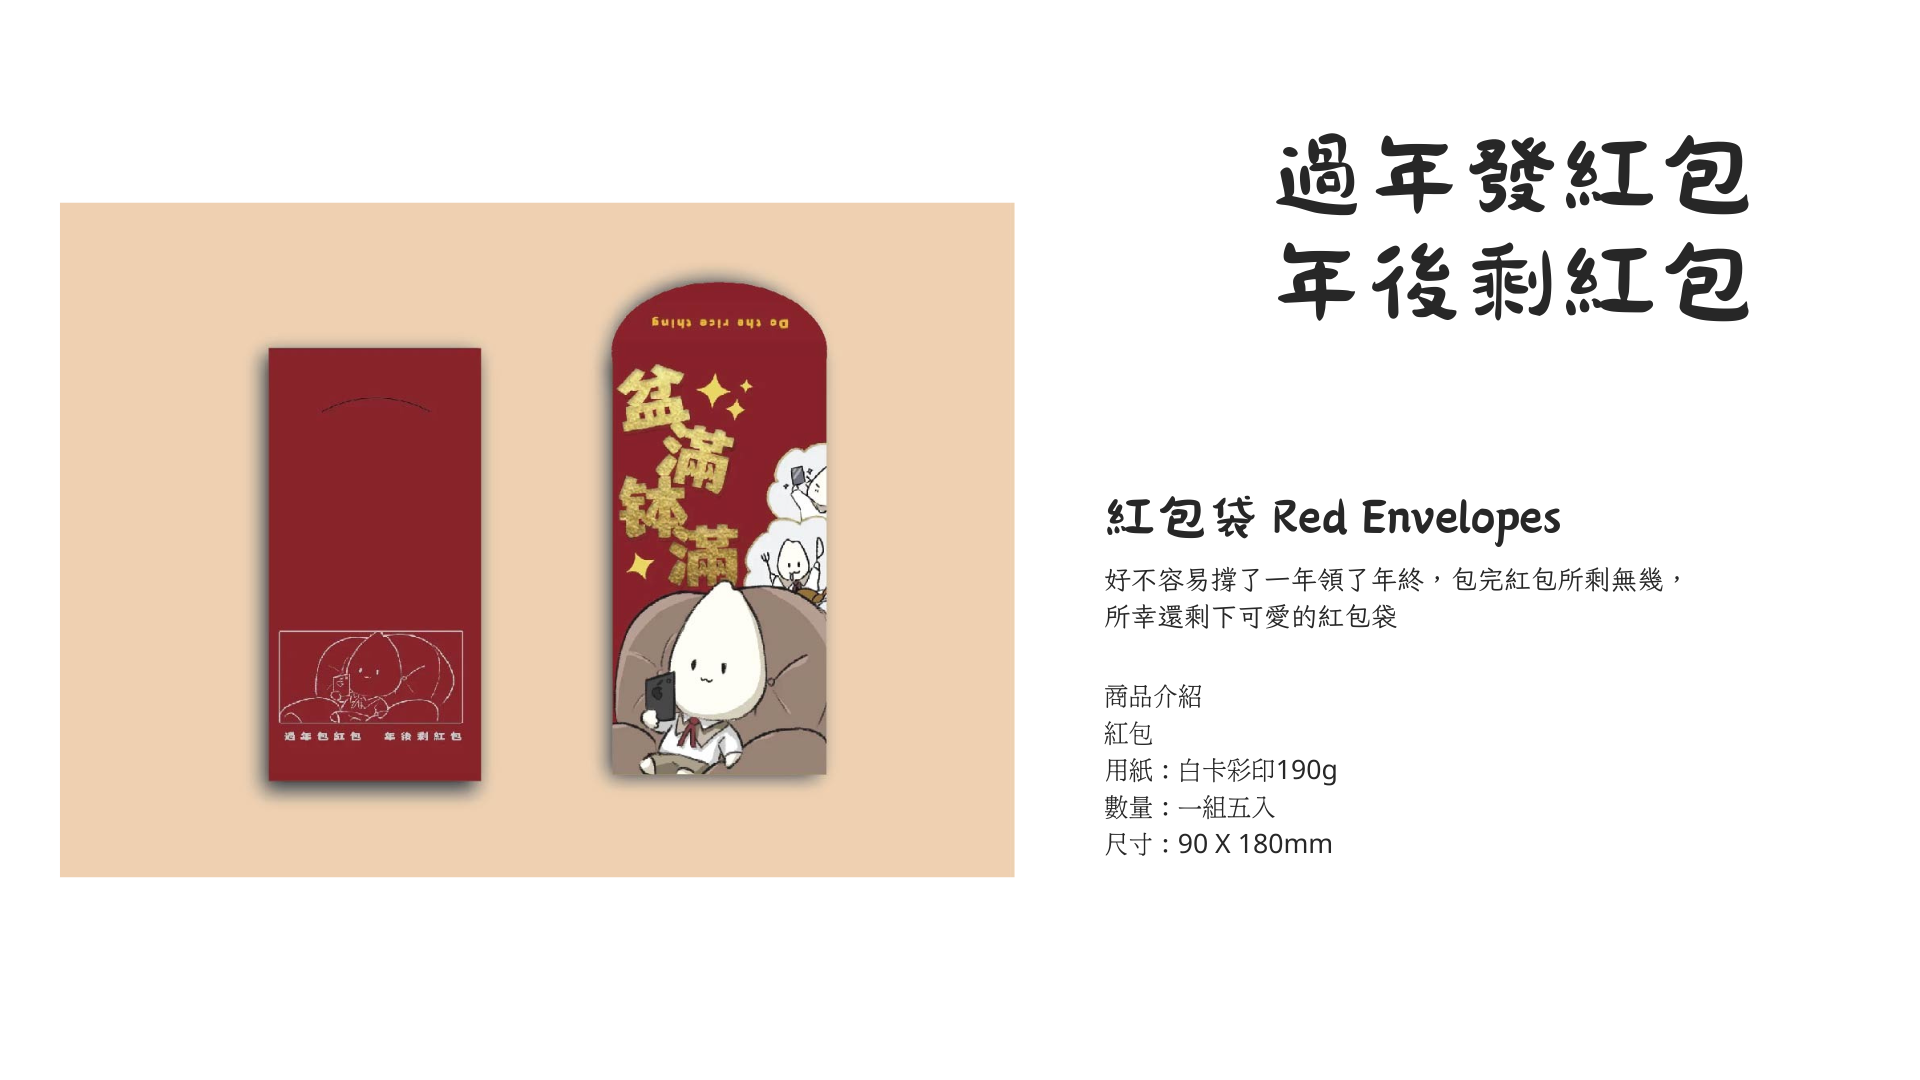 過年發紅包
年後剩紅包
Do the rice thing
盆滿
钵滿
過年包紅包 年後剩紅包
紅包袋 Red Envelopes
好不容易撐了一年領了年終，包完紅包所剩無幾，
所幸還剩下可愛的紅包袋
商品介紹
紅包
用紙：白卡彩印190g
數量：一組五入
尺寸：90 X 180mm